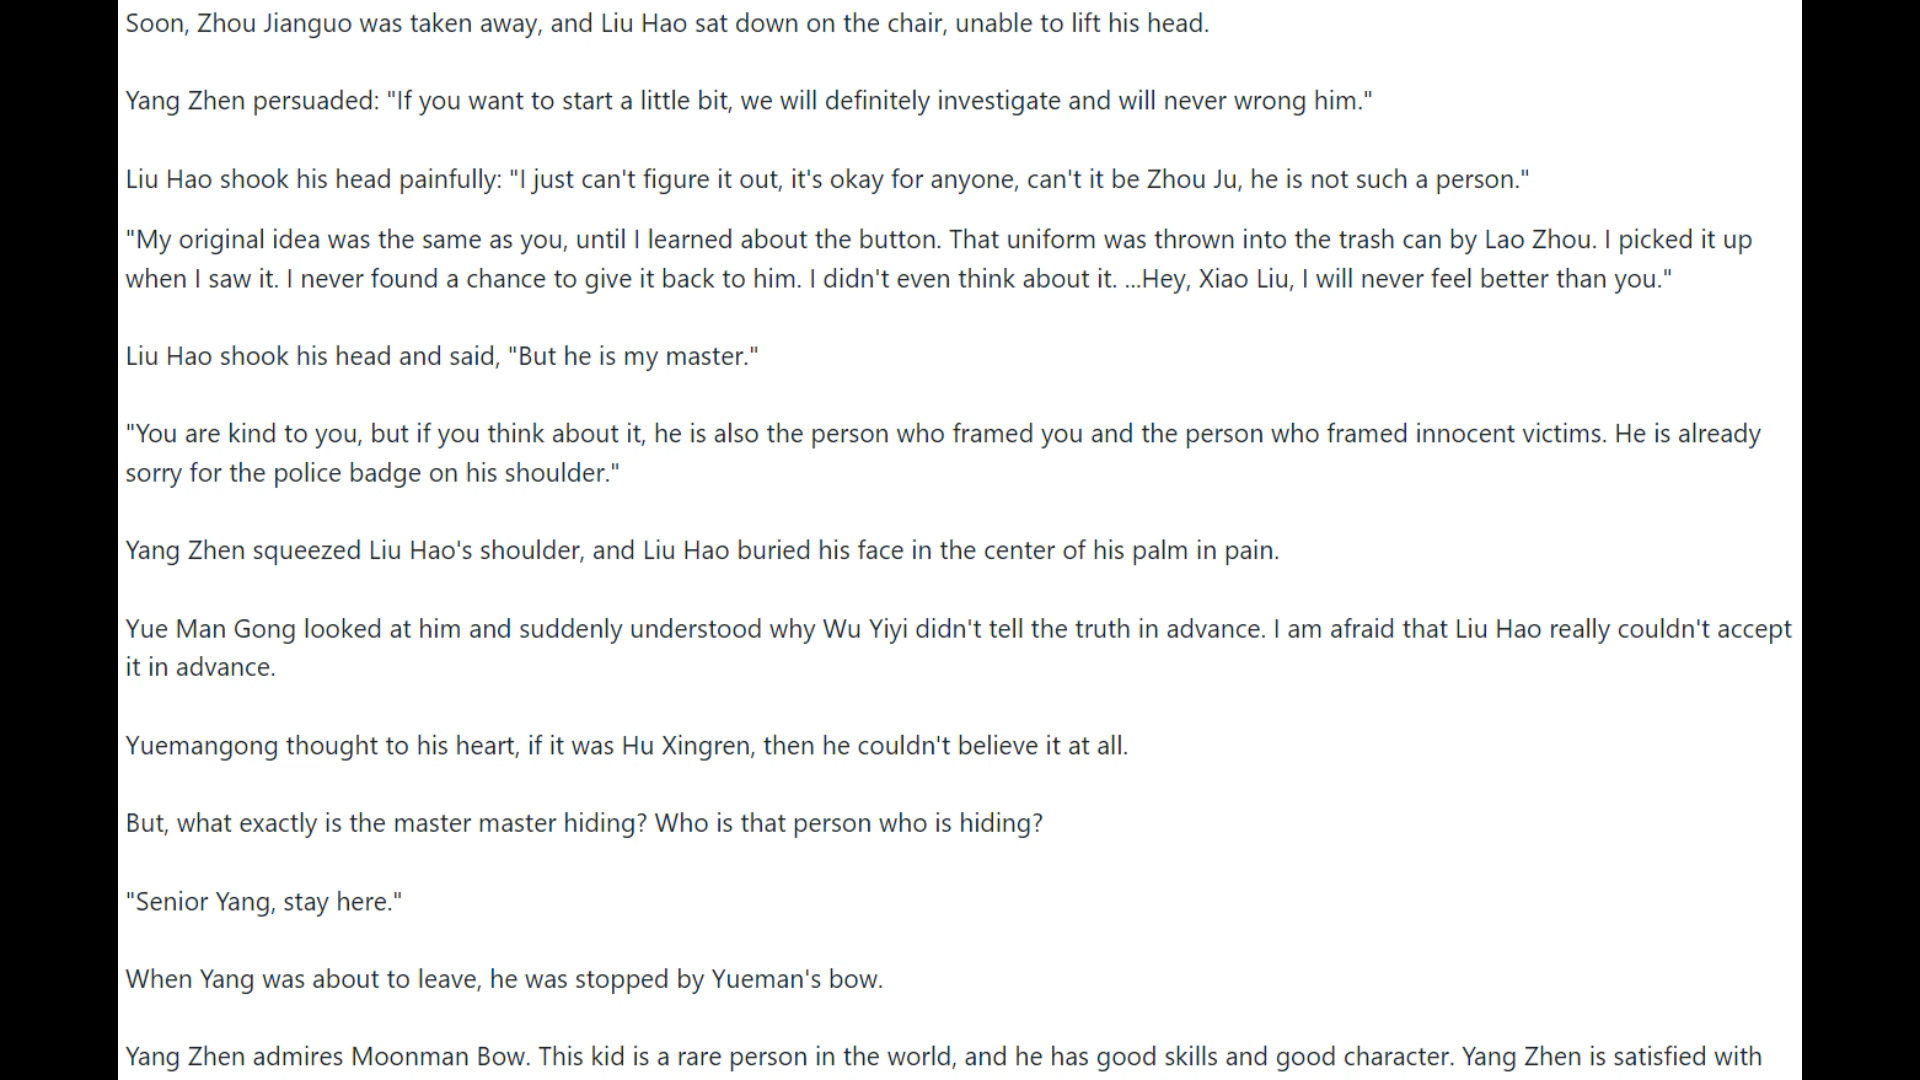 Soon, Zhou Jianguo was taken away, and Liu Hao sat down on the chair, unable to lift his head.
Yang Zhen persuaded: "If you want to start a little bit, we will definitely investigate and will never wrong him."
Liu Hao shook his head painfully: "I just can't figure it out, it's okay for anyone, can't it be Zhou Ju, he is not such a person."
"My original idea was the same as you, until I learned about the button. That uniform was thrown into the trash can by Lao Zhou. I picked it up
when I saw it. I never found a chance to give it back to him. I didn't even think about it. ...Hey, Xiao Liu, I will never feel better than you."
Liu Hao shook his head and said, "But he is my master."
"You are kind to you, but if you think about it, he is also the person who framed you and the person who framed innocent victims. He is already
sorry for the police badge on his shoulder."
Yang Zhen squeezed Liu Hao's shoulder, and Liu Hao buried his face in the center of his palm in pain.
Yue Man Gong looked at him and suddenly understood why Wu Yiyi didn't tell the truth in advance. I am afraid that Liu Hao really couldn't accept
it in advance.
Yuemangong thought to his heart, if it was Hu Xingren, then he couldn't believe it at all.
But, what exactly is the master master hiding? Who is that person who is hiding?
"Senior Yang, stay here."
When Yang was about to leave, he was stopped by Yueman's bow.
Yang Zhen admires Moonman Bow. This kid is a rare person in the world, and he has good skills and good character. Yang Zhen is satisfied with